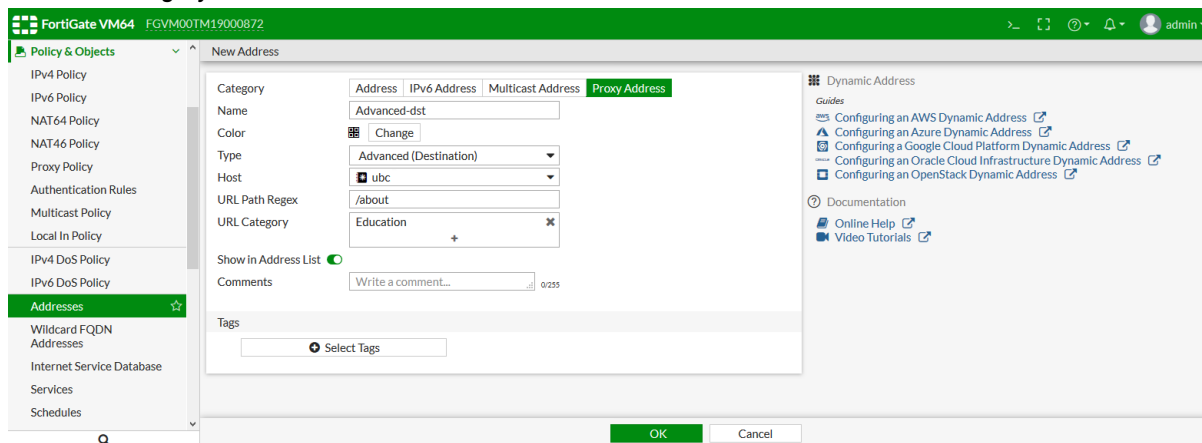 FortiGate VM64 FGVM00TM19000872
>_ admin
Policy & Objects
IPv4 Policy
IPv6 Policy
NAT64 Policy
NAT46 Policy
Proxy Policy
Authentication Rules
Multicast Policy
Local In Policy
IPv4 DoS Policy
IPv6 DoS Policy
Addresses
Wildcard FQDN
Addresses
Internet Service Database
Services
Schedules
New Address
Category Address IPv6 Address Multicast Address Proxy Address
Name Advanced-dst
Color Change
Type Advanced (Destination)
Host ubc
URL Path Regex /about
URL Category Education
+
Show in Address List
Comments Write a comment... 0/255
Tags
Select Tags
OK Cancel
Dynamic Address
Guides
aws Configuring an AWS Dynamic Address
Configuring an Azure Dynamic Address
Configuring a Google Cloud Platform Dynamic Address
Configuring an Oracle Cloud Infrastructure Dynamic Address
Configuring an OpenStack Dynamic Address
Documentation
Online Help
Video Tutorials